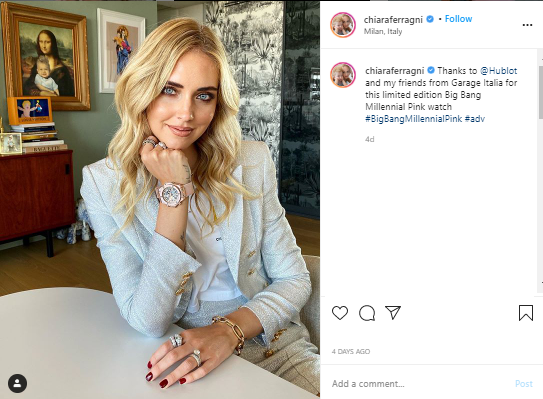 chiaraferragni • Follow
Milan, Italy
chiaraferragni Thanks to @Hublot
and my friends from Garage Italia for
this limited edition Big Bang
Millennial Pink watch
#BigBangMillennialPink #adv
4d
4 DAYS AGO
Add a comment...
Post